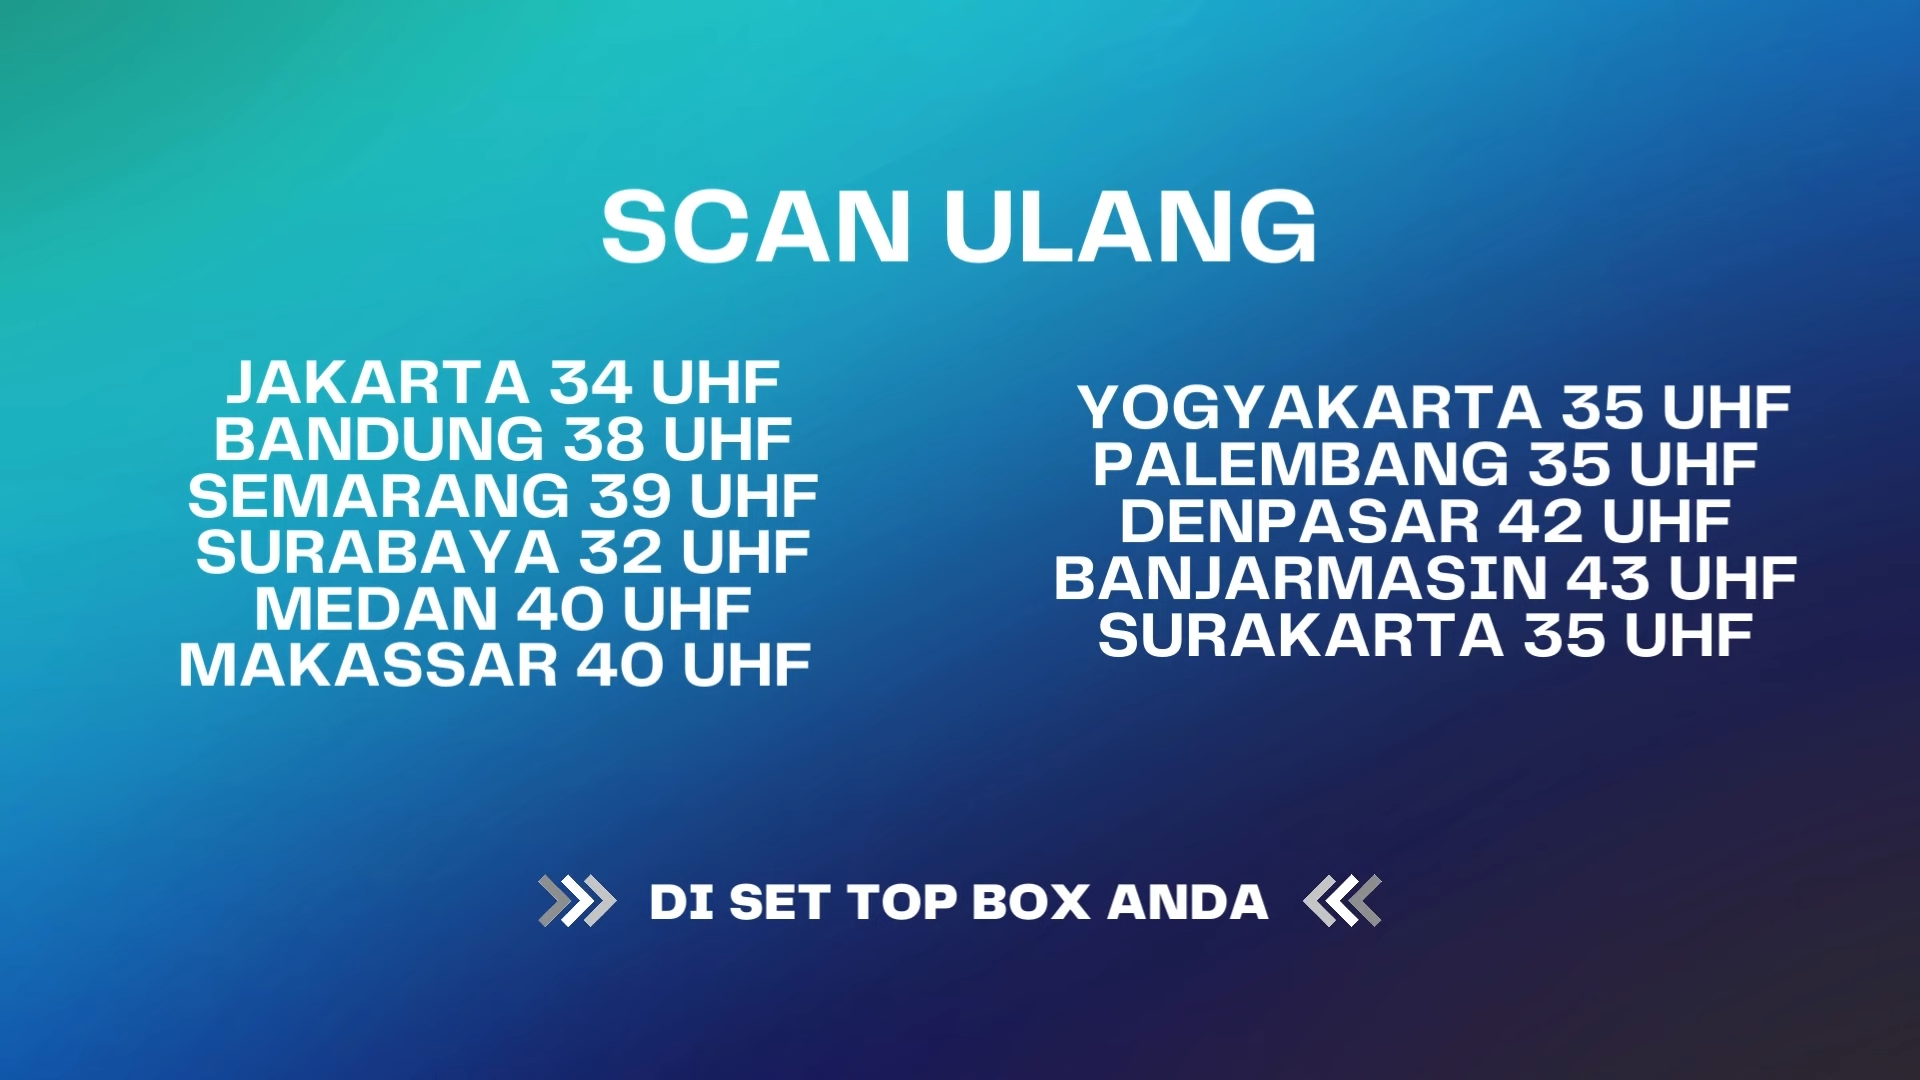 SCAN ULANG
JAKARTA 34 UHF
BANDUNG 38 UHF
SEMARANG 39 UHF
SURABAYA 32 UHF
MEDAN 40 UHF
MAKASSAR 40 UHF
YOGYAKARTA 35 UHF
PALEMBANG 35 UHF
DENPASAR 42 UHF
BANJARMASIN 43 UHF
SURAKARTA 35 UHF
DI SET TOP BOX ANDA